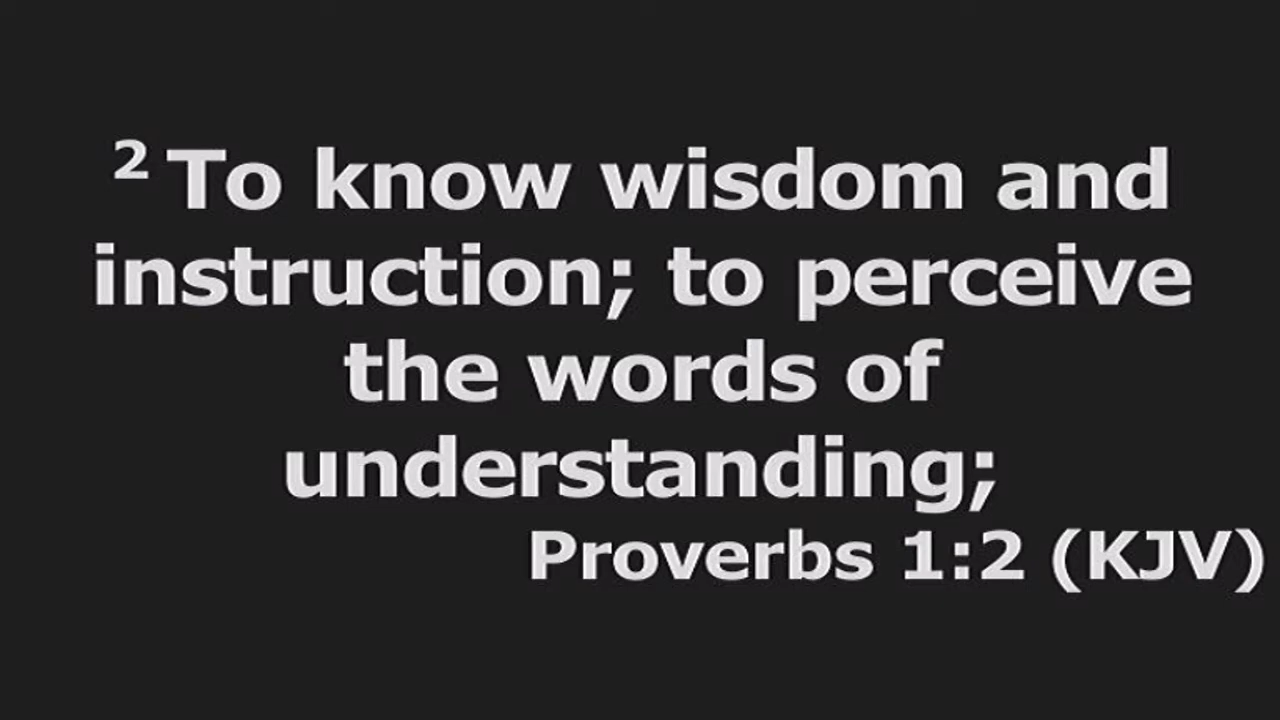 ² To know wisdom and
instruction; to perceive
the words of
understanding;
Proverbs 1:2 (KJV)